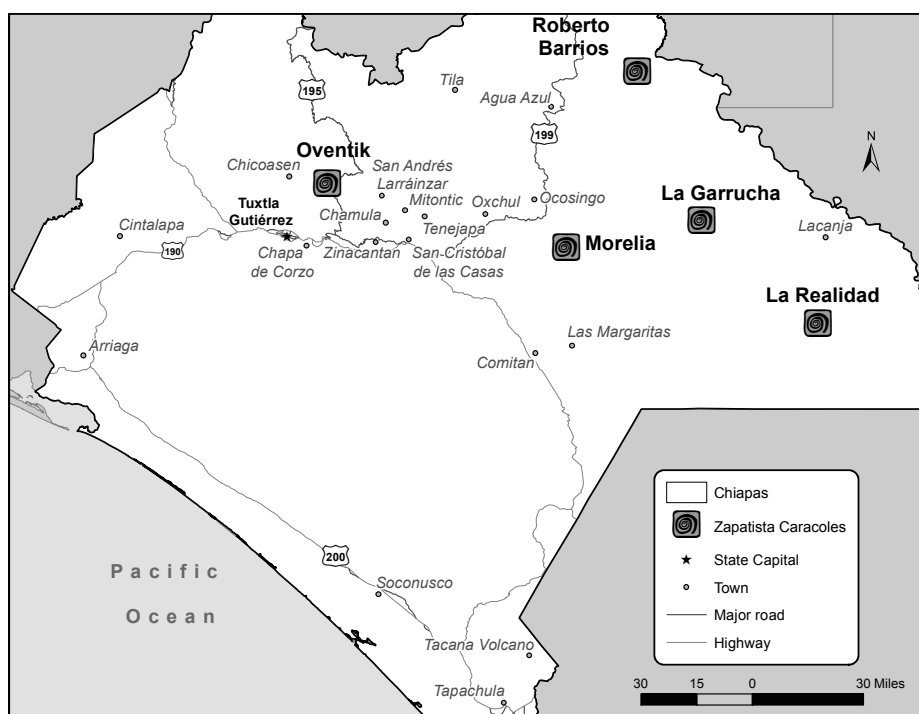 Roberto
Barrios
Tila
195
Agua Azul
199
N
Oventik
San Andrés
Larráinzar
Chicoasen
Mitontic
Oxchul
Ocosingo
La Garrucha
Tuxtla
Gutiérrez
Chamula
Tenejapa
Cintalapa
190
Chapa
de Corzo
Zinacantan
San-Cristóbal
de las Casas
Morelia
Lacanja
La Realidad
Arriaga
Las Margaritas
Comitan
Chiapas
Zapatista Caracoles
State Capital
Town
Major road
Highway
200
Pacific
Ocean
Soconusco
Tacana Volcano
Tapachula
30 15 0 30 Miles